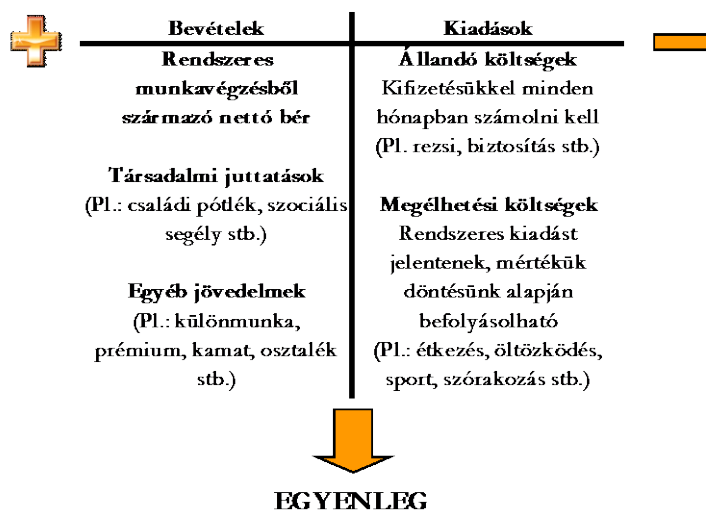 Bevételek
Rendszeres
munkavégzésből
származó nettó bér
Társadalmi juttatások
(Pl.: családi pótlék, szociális
segély stb.)
Egyéb jövedelmek
(Pl.: különmunka,
prémium, kamat, osztalék
stb.)
Kiadások
Állandó költségek
Kifizetésükkel minden
hónapban számolni kell
(Pl. rezsi, biztosítás stb.)
Megélhetési költségek
Rendszeres kiadást
jelentenek, mértékük
döntésünk alapján
befolyásolható
(Pl.: étkezés, öltözködés,
sport, szórakozás stb.)
EGYENLEG